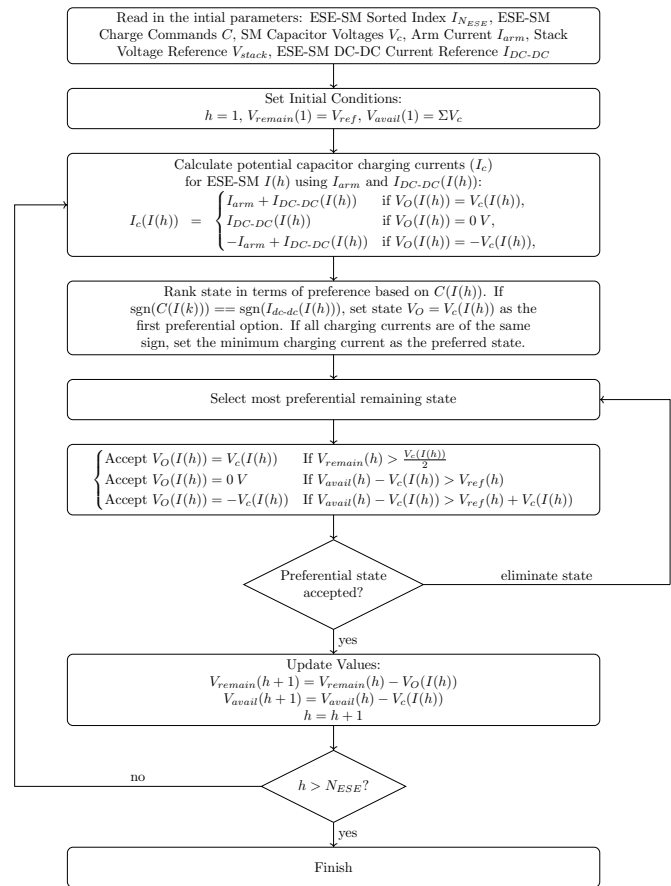 Read in the intial parameters: ESE-SM Sorted Index I_{N_{ESE}}, ESE-SM
Charge Commands C, SM Capacitor Voltages V_c, Arm Current I_{arm}, Stack
Voltage Reference V_{stack}, ESE-SM DC-DC Current Reference I_{DC-DC}
Set Initial Conditions:
h = 1, V_{remain}(1) = V_{ref}, V_{avail}(1) = ΣV_c
Calculate potential capacitor charging currents (I_c)
for ESE-SM I(h) using I_{arm} and I_{DC-DC}(I(h)):
I_c(I(h)) = { I_{arm} + I_{DC-DC}(I(h)) if V_O(I(h)) = V_c(I(h)),
I_{DC-DC}(I(h)) if V_O(I(h)) = 0 V,
−I_{arm} + I_{DC-DC}(I(h)) if V_O(I(h)) = −V_c(I(h)),
Rank state in terms of preference based on C(I(h)). If
sgn(C(I(k))) == sgn(I_{dc-dc}(I(h))), set state V_O = V_c(I(h)) as the
first preferential option. If all charging currents are of the same
sign, set the minimum charging current as the preferred state.
Select most preferential remaining state
{ Accept V_O(I(h)) = V_c(I(h)) If V_{remain}(h) > \frac{V_c(I(h))}{2}
Accept V_O(I(h)) = 0 V If V_{avail}(h) − V_c(I(h)) > V_{ref}(h)
Accept V_O(I(h)) = −V_c(I(h)) If V_{avail}(h) − V_c(I(h)) > V_{ref}(h) + V_c(I(h))
Preferential state
accepted?
eliminate state
yes
Update Values:
V_{remain}(h+1) = V_{remain}(h) − V_O(I(h))
V_{avail}(h+1) = V_{avail}(h) − V_c(I(h))
h = h + 1
no
h > N_{ESE}?
yes
Finish